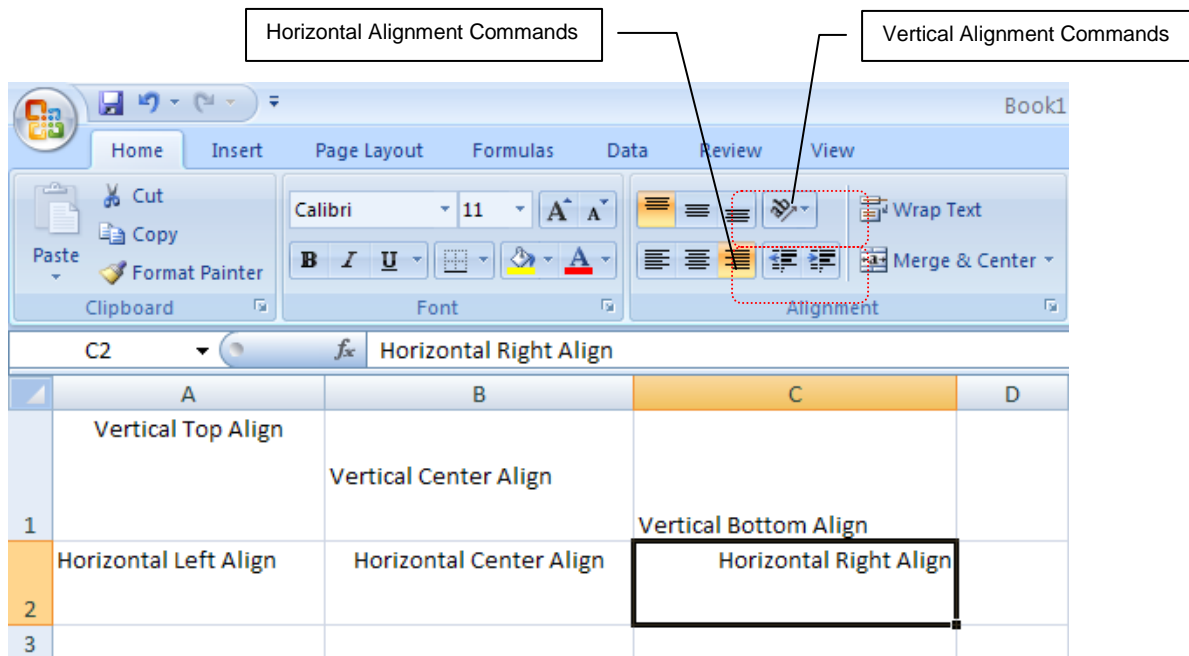 Horizontal Alignment Commands
Vertical Alignment Commands
Book1
Home Insert Page Layout Formulas Data Review View
Paste
Cut
Copy
Format Painter
Clipboard
Calibri 11 A A
B I U A
Font
ab
Wrap Text
Merge & Center
a
Alignment
C2 fx Horizontal Right Align
A B C D
1
Vertical Top Align
Vertical Center Align
Vertical Bottom Align
2
Horizontal Left Align Horizontal Center Align Horizontal Right Align
3